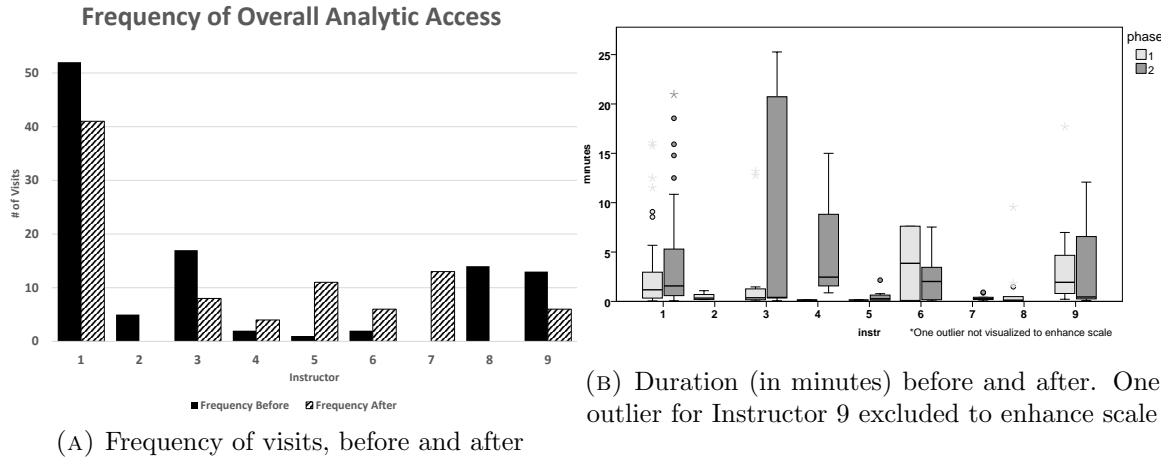 Frequency of Overall Analytic Access
50
40
30
20
10
0
# of Visits
1 2 3 4 5 6 7 8 9
Instructor
Frequency Before Frequency After
(A) Frequency of visits, before and after
phase
1
2
25
20
15
10
5
0
minutes
1 2 3 4 5 6 7 8 9
instr *One outlier not visualized to enhance scale
(B) Duration (in minutes) before and after. One
outlier for Instructor 9 excluded to enhance scale